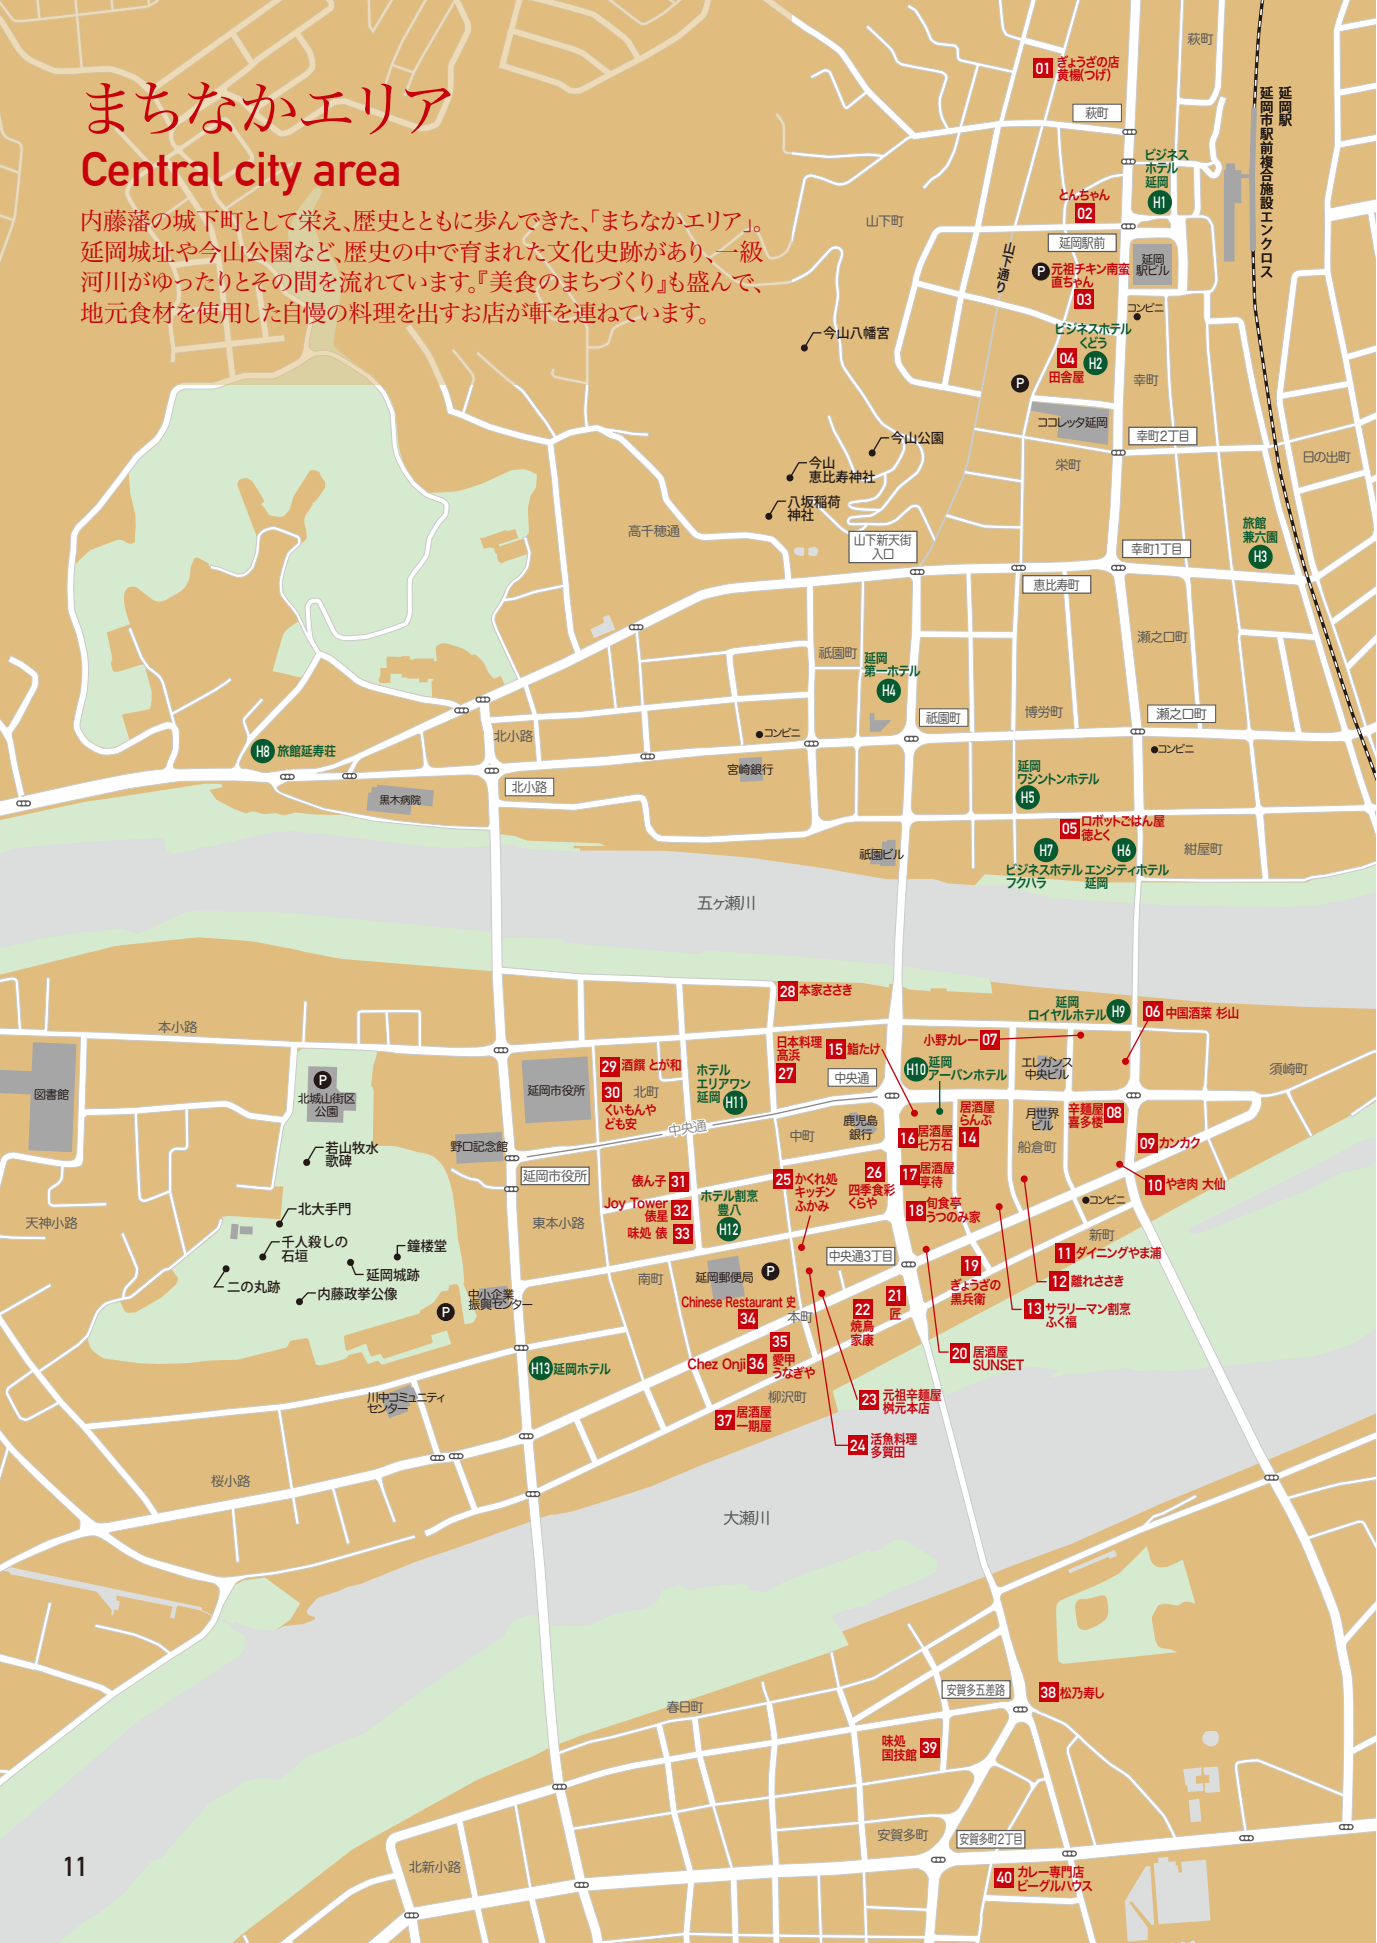 まちなかエリア
Central city area
内藤藩の城下町として栄え、歴史とともに歩んできた、「まちなかエリア」。
延岡城址や今山公園など、歴史の中で育まれた文化史跡があり、一級
河川がゆったりとその間を流れています。『美食のまちづくり』も盛んで、
地元食材を使用した自慢の料理を出すお店が軒を連ねています。
萩町
01
ぎょうざの店
黄楊(つげ)
延岡駅
延岡市駅前複合施設エンクロス
萩町
ビジネス
ホテル
延岡
H1
とんちゃん
02
山下町
延岡駅前
山下通り
延岡
駅ビル
P
元祖チキン南蛮
直ちゃん
03
コンビニ
ビジネスホテル
くどう
H2
04
田舎屋
今山八幡宮
P
幸町
ココレッタ延岡
幸町2丁目
今山公園
日の出町
今山
恵比寿神社
栄町
八坂稲荷
神社
高千穂通
旅館
兼六園
H3
山下新天街
入口
幸町1丁目
恵比寿町
瀬之口町
祇園町
延岡
第一ホテル
H4
祇園町
博労町
瀬之口町
北小路
コンビニ
コンビニ
H8
旅館延寿荘
宮崎銀行
延岡
ワシントンホテル
H5
北小路
黒木病院
05
ロボットごはん屋
徳とく
祇園ビル
H7
H6
紺屋町
ビジネスホテル
フクハラ
エンシティホテル
延岡
五ヶ瀬川
28
本家ささき
延岡
ロイヤルホテル
H9
06
中国酒菜 杉山
本小路
日本料理
高浜
27
15
鮨たけ
小野カレー
07
29
酒饌 とが和
ホテル
エリアワン
延岡
H11
中央通
H10
延岡
アーバンホテル
エレガンス
中央ビル
須崎町
図書館
P
北城山街区
公園
延岡市役所
30
くいもんや
ども安
北町
中央通
中町
鹿児島
銀行
居酒屋
らんぷ
14
月世界
ビル
辛麺屋
喜多楼
08
16
居酒屋
七万石
船倉町
09
カンカク
若山牧水
歌碑
野口記念館
延岡市役所
俵ん子
31
Joy Tower
俵星
32
味処 俵
33
ホテル割烹
豊八
H12
25
かくれ処
キッチン
ふかみ
26
四季食彩
くらや
17
居酒屋
享待
10
やき肉 大仙
18
旬食亭
うつのみ家
コンビニ
北大手門
天神小路
東本小路
千人殺しの
石垣
鐘楼堂
延岡城跡
二の丸跡
内藤政挙公像
P
中小企業
振興センター
南町
延岡郵便局
P
中央通3丁目
新町
11
ダイニングやま浦
19
ぎょうざの
黒兵衛
12
離れささき
13
サラリーマン割烹
ふく福
Chinese Restaurant 史
34
本町
22
焼鳥
家康
21
匠
H13
延岡ホテル
35
愛甲
うなぎや
Chez Onji
36
20
居酒屋
SUNSET
川中コミュニティ
センター
柳沢町
37
居酒屋
一期屋
23
元祖辛麺屋
桝元本店
24
活魚料理
多賀田
桜小路
大瀬川
春日町
安賀多五差路
38
松乃寿し
味処
国技館
39
安賀多町
安賀多町2丁目
北新小路
40
カレー専門店
ビーグルハウス
11